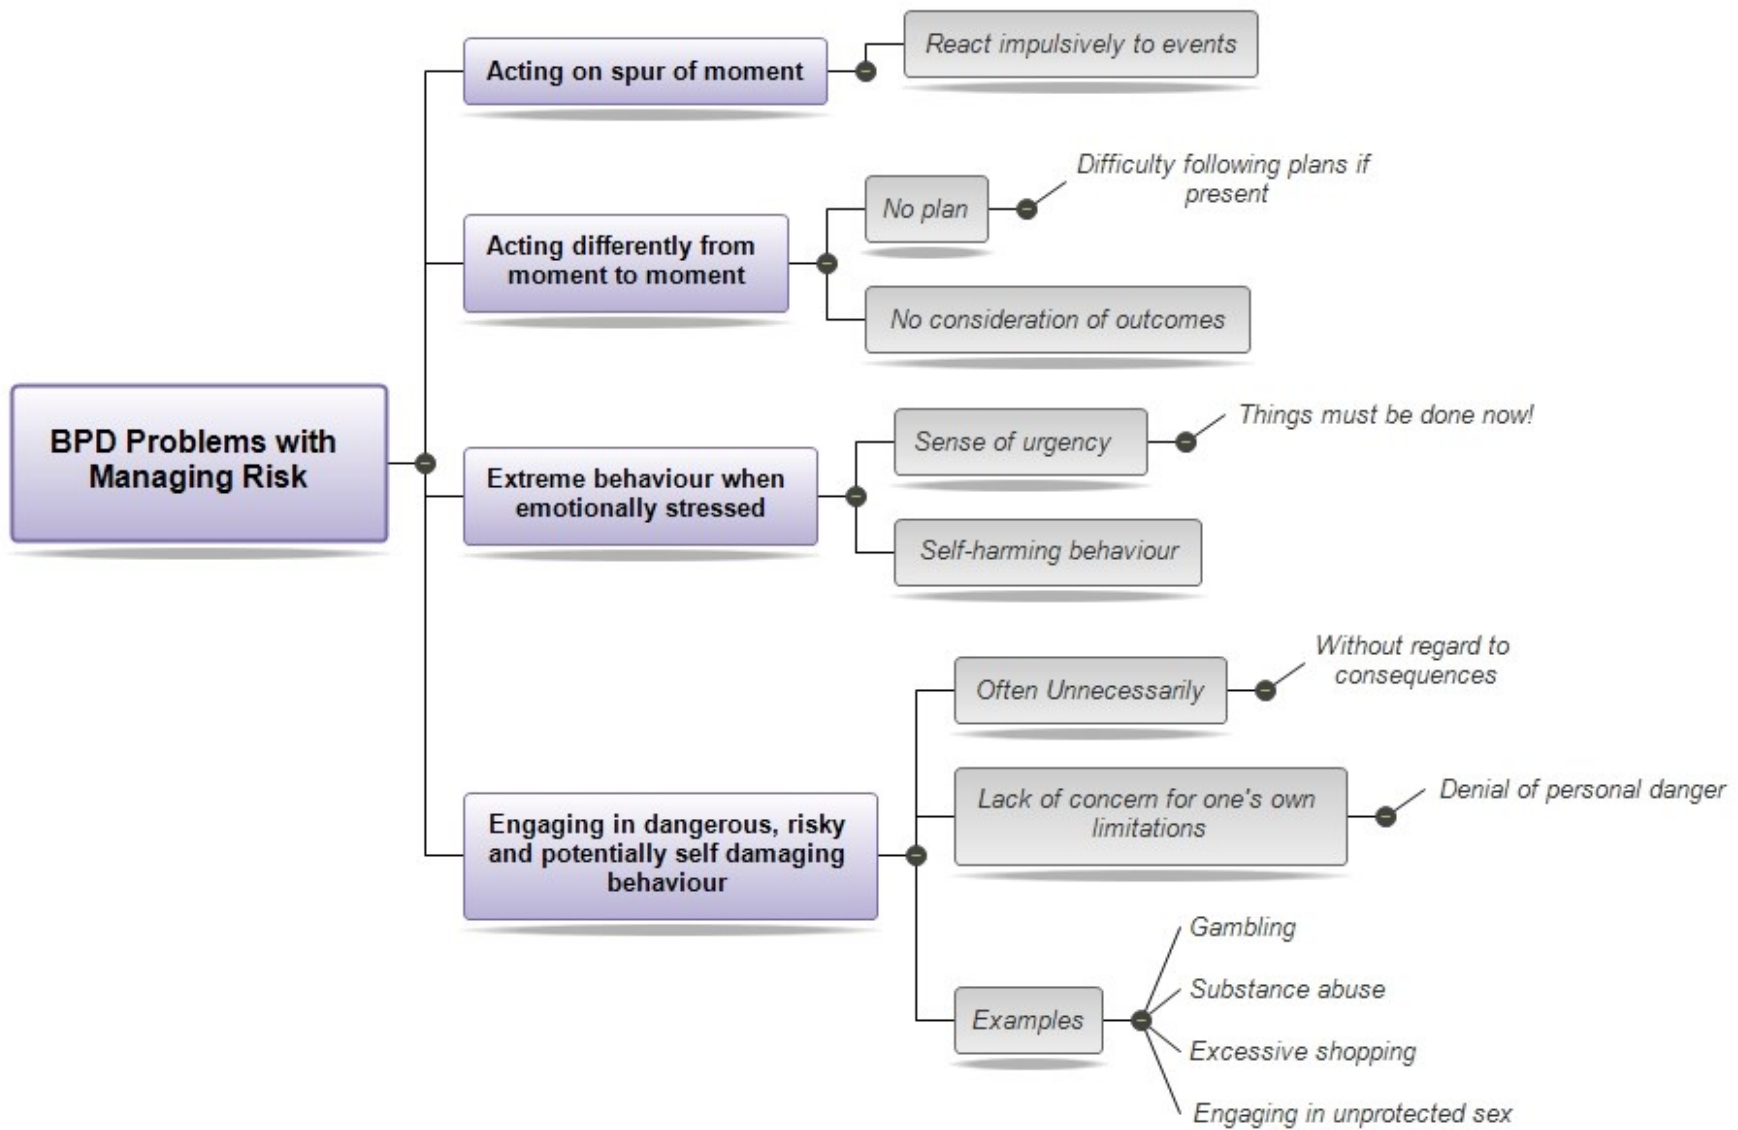 React impulsively to events
Acting on spur of moment
Difficulty following plans if
present
No plan
Acting differently from
moment to moment
No consideration of outcomes
BPD Problems with
Managing Risk
Things must be done now!
Sense of urgency
Extreme behaviour when
emotionally stressed
Self-harming behaviour
Without regard to
consequences
Often Unnecessarily
Lack of concern for one's own
limitations
Denial of personal danger
Engaging in dangerous, risky
and potentially self damaging
behaviour
Gambling
Substance abuse
Examples
Excessive shopping
Engaging in unprotected sex